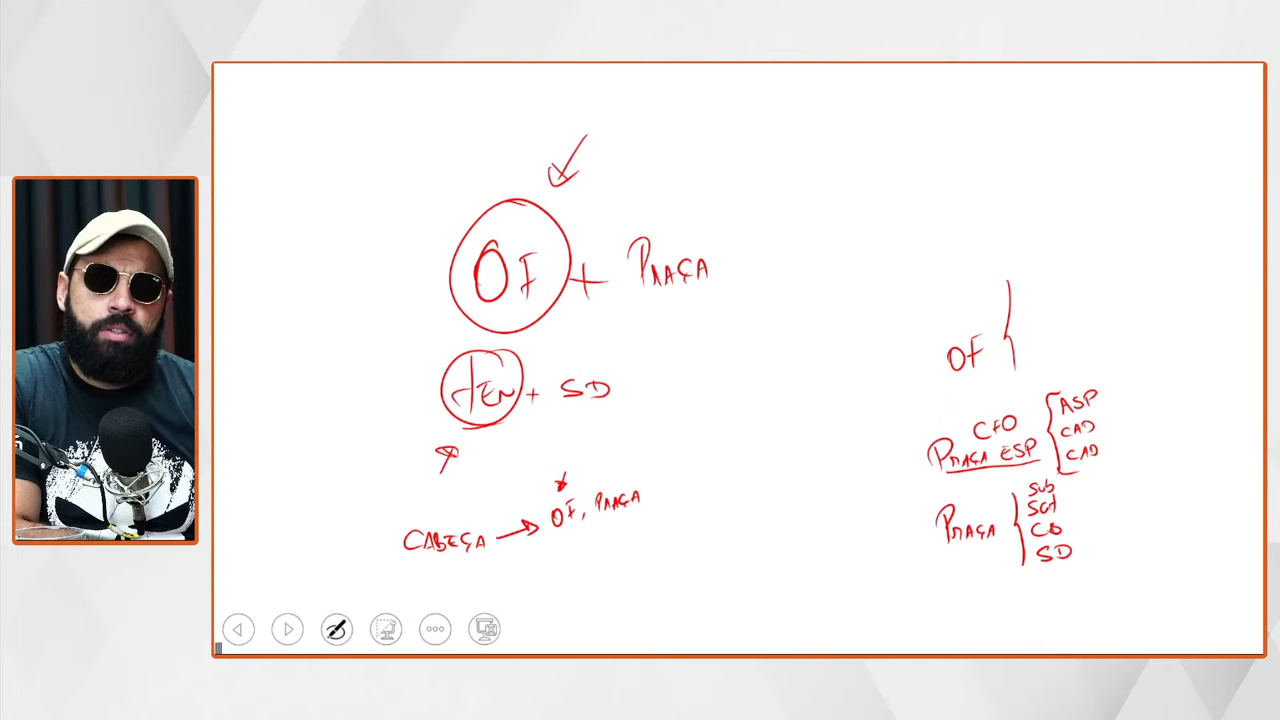 OF + PRAÇA
TEN + SD
CABEÇA → OF, PRAÇA
OF {
CFO
PRAÇA ESP { ASP
CAD
CAD
PRAÇA { SUB
SGT
CB
SD